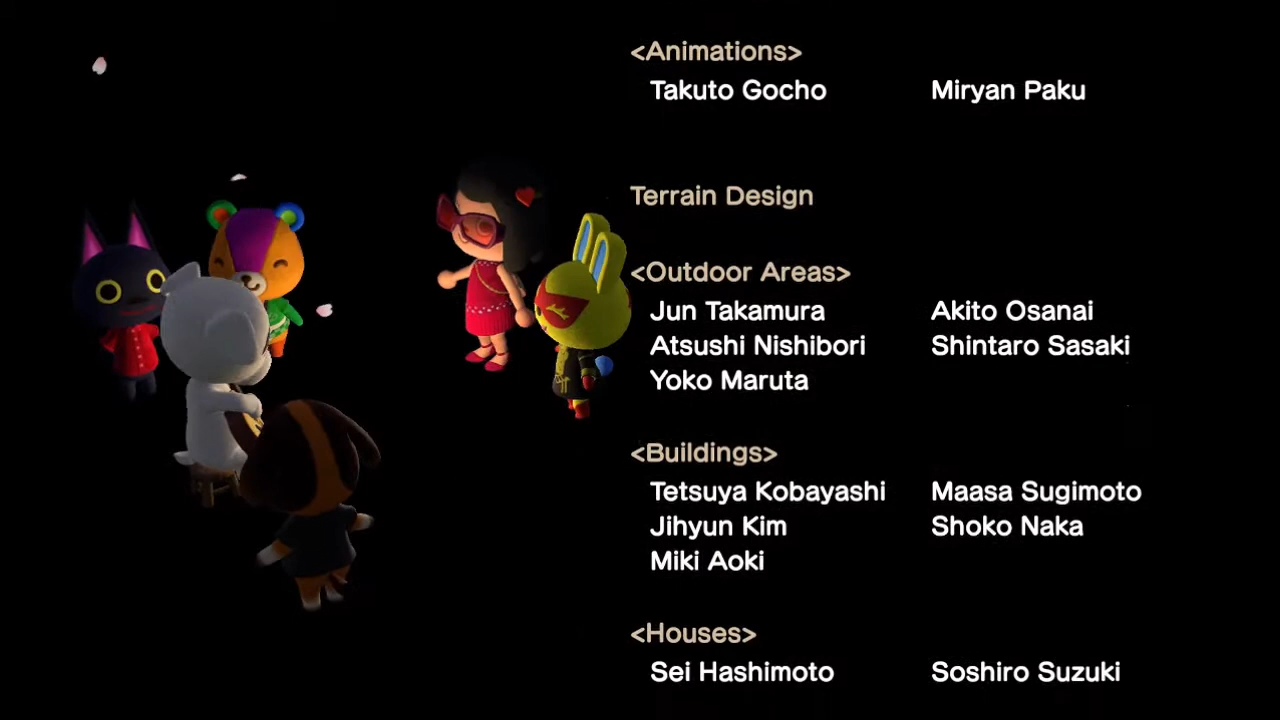 <Animations>
Takuto Gocho Miryan Paku
Terrain Design
<Outdoor Areas>
Jun Takamura Akito Osanai
Atsushi Nishibori Shintaro Sasaki
Yoko Maruta
<Buildings>
Tetsuya Kobayashi Maasa Sugimoto
Jihyun Kim Shoko Naka
Miki Aoki
<Houses>
Sei Hashimoto Soshiro Suzuki